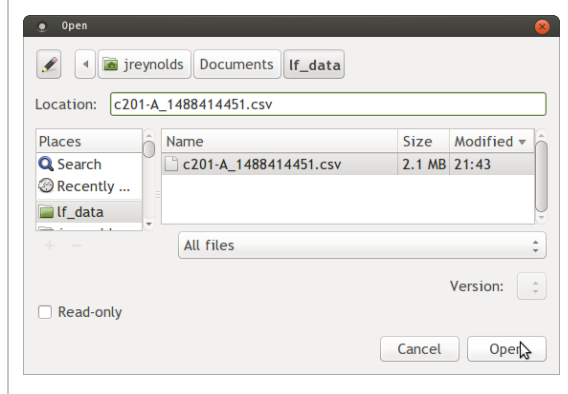 Open
jreynolds Documents lf_data
Location: c201-A_1488414451.csv
Places Name Size Modified
Search c201-A_1488414451.csv 2.1 MB 21:43
Recently ...
lf_data
All files
Version:
Read-only
Cancel Open